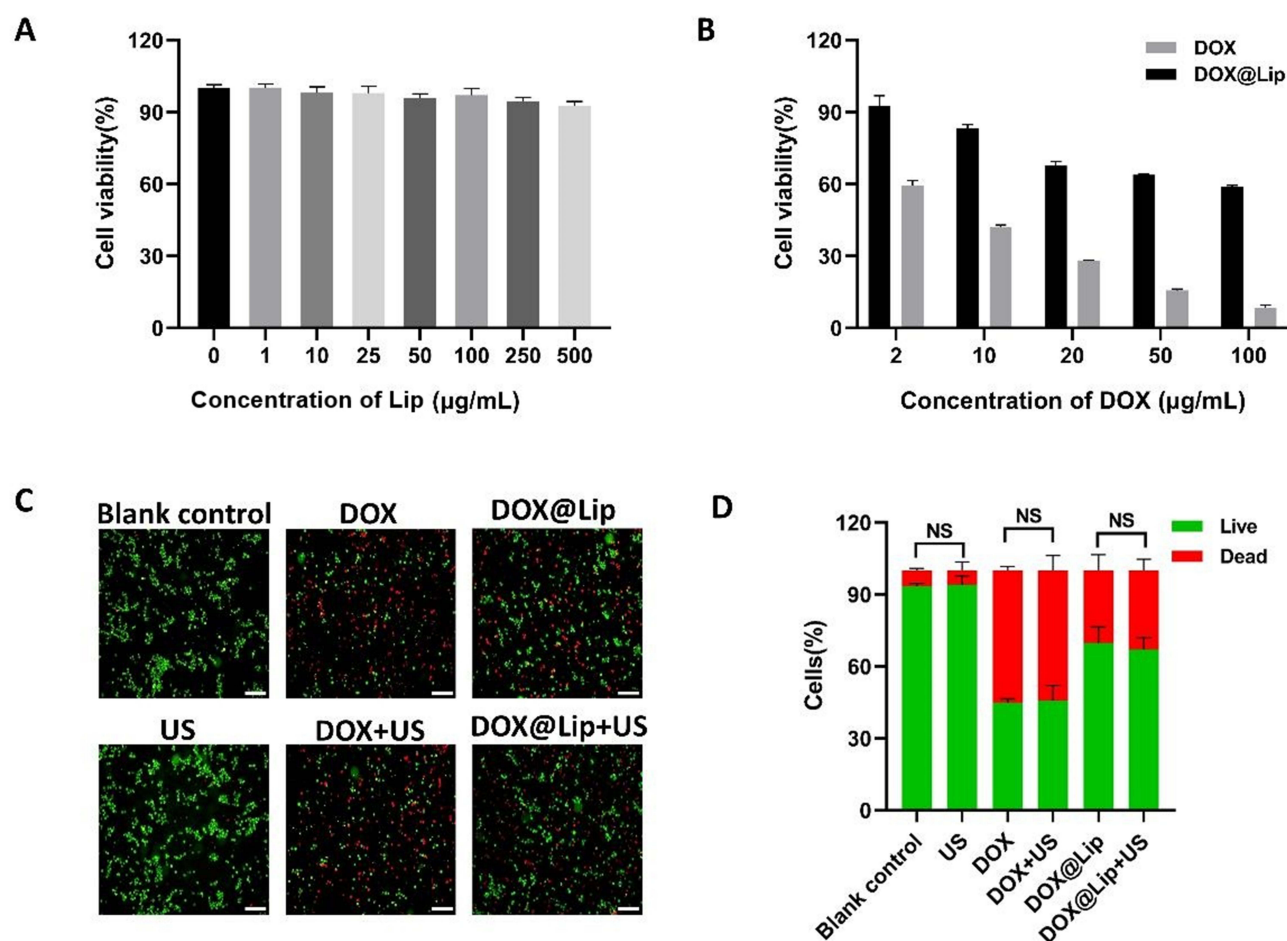 A
120
90
60
30
0
Cell viability(%)
0 1 10 25 50 100 250 500
Concentration of Lip (µg/mL)
B
DOX
DOX@Lip
120
90
60
30
0
Cell viability(%)
2 10 20 50 100
Concentration of DOX (µg/mL)
C
Blank control DOX DOX@Lip
US DOX+US DOX@Lip+US
D
Live
Dead
NS NS NS
120
90
60
30
0
Cells(%)
Blank control
US
DOX
DOX+US
DOX@Lip
DOX@Lip+US